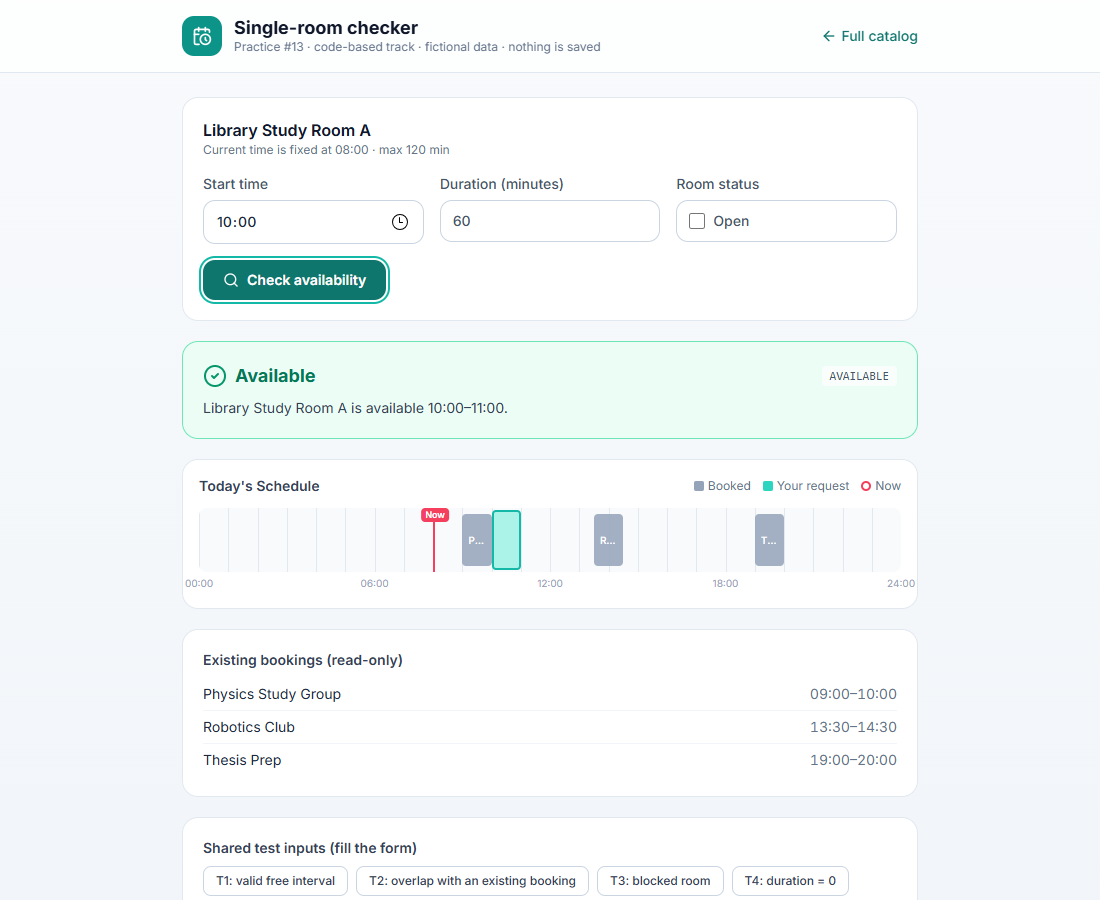 Single-room checker
Practice #13 · code-based track · fictional data · nothing is saved
← Full catalog
Library Study Room A
Current time is fixed at 08:00 · max 120 min
Start time
Duration (minutes)
Room status
10:00
60
Open
Check availability
Available
AVAILABLE
Library Study Room A is available 10:00–11:00.
Today's Schedule
Booked
Your request
Now
Now
P...
R...
T...
00:00
06:00
12:00
18:00
24:00
Existing bookings (read-only)
Physics Study Group
09:00–10:00
Robotics Club
13:30–14:30
Thesis Prep
19:00–20:00
Shared test inputs (fill the form)
T1: valid free interval
T2: overlap with an existing booking
T3: blocked room
T4: duration = 0